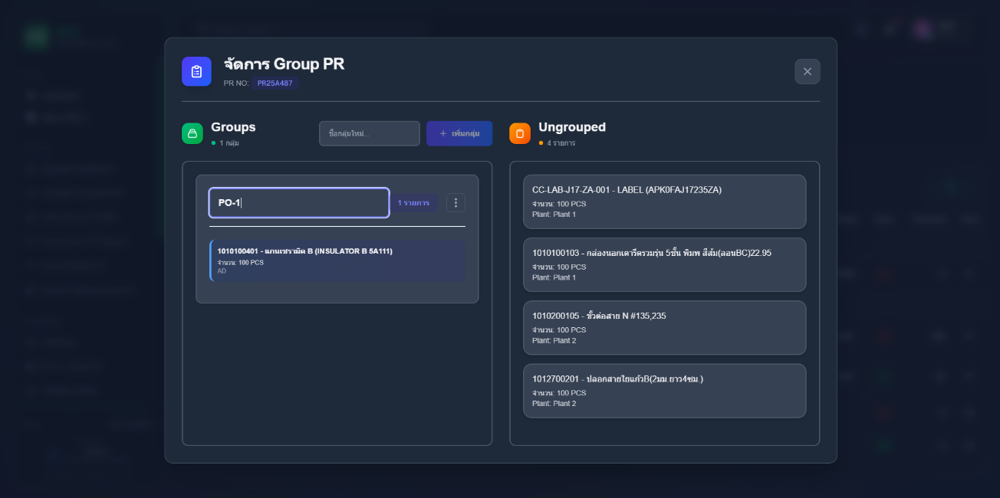 จัดการ Group PR
PR NO: PR25A487
Groups
1 กลุ่ม
ชื่อกลุ่มใหม่...
+ เพิ่มกลุ่ม
PO-1
1 รายการ
1010100401 - แกนเซรามิค B (INSULATOR B 5A111)
จำนวน: 100 PCS
AD
Ungrouped
4 รายการ
CC-LAB-J17-ZA-001 - LABEL (APK0FAJ17235ZA)
จำนวน: 100 PCS
Plant: Plant 1
1010100103 - กล่องนอกเตารีดรวมรุ่น 5ชั้น พิมพ์ สีส้ม(ลอนBC)22.95
จำนวน: 100 PCS
Plant: Plant 1
1010200105 - ขั้วต่อสาย N #135,235
จำนวน: 100 PCS
Plant: Plant 2
1012700201 - ปลอกสายใยแก้วB(2มม.ยาว4ซม.)
จำนวน: 100 PCS
Plant: Plant 2